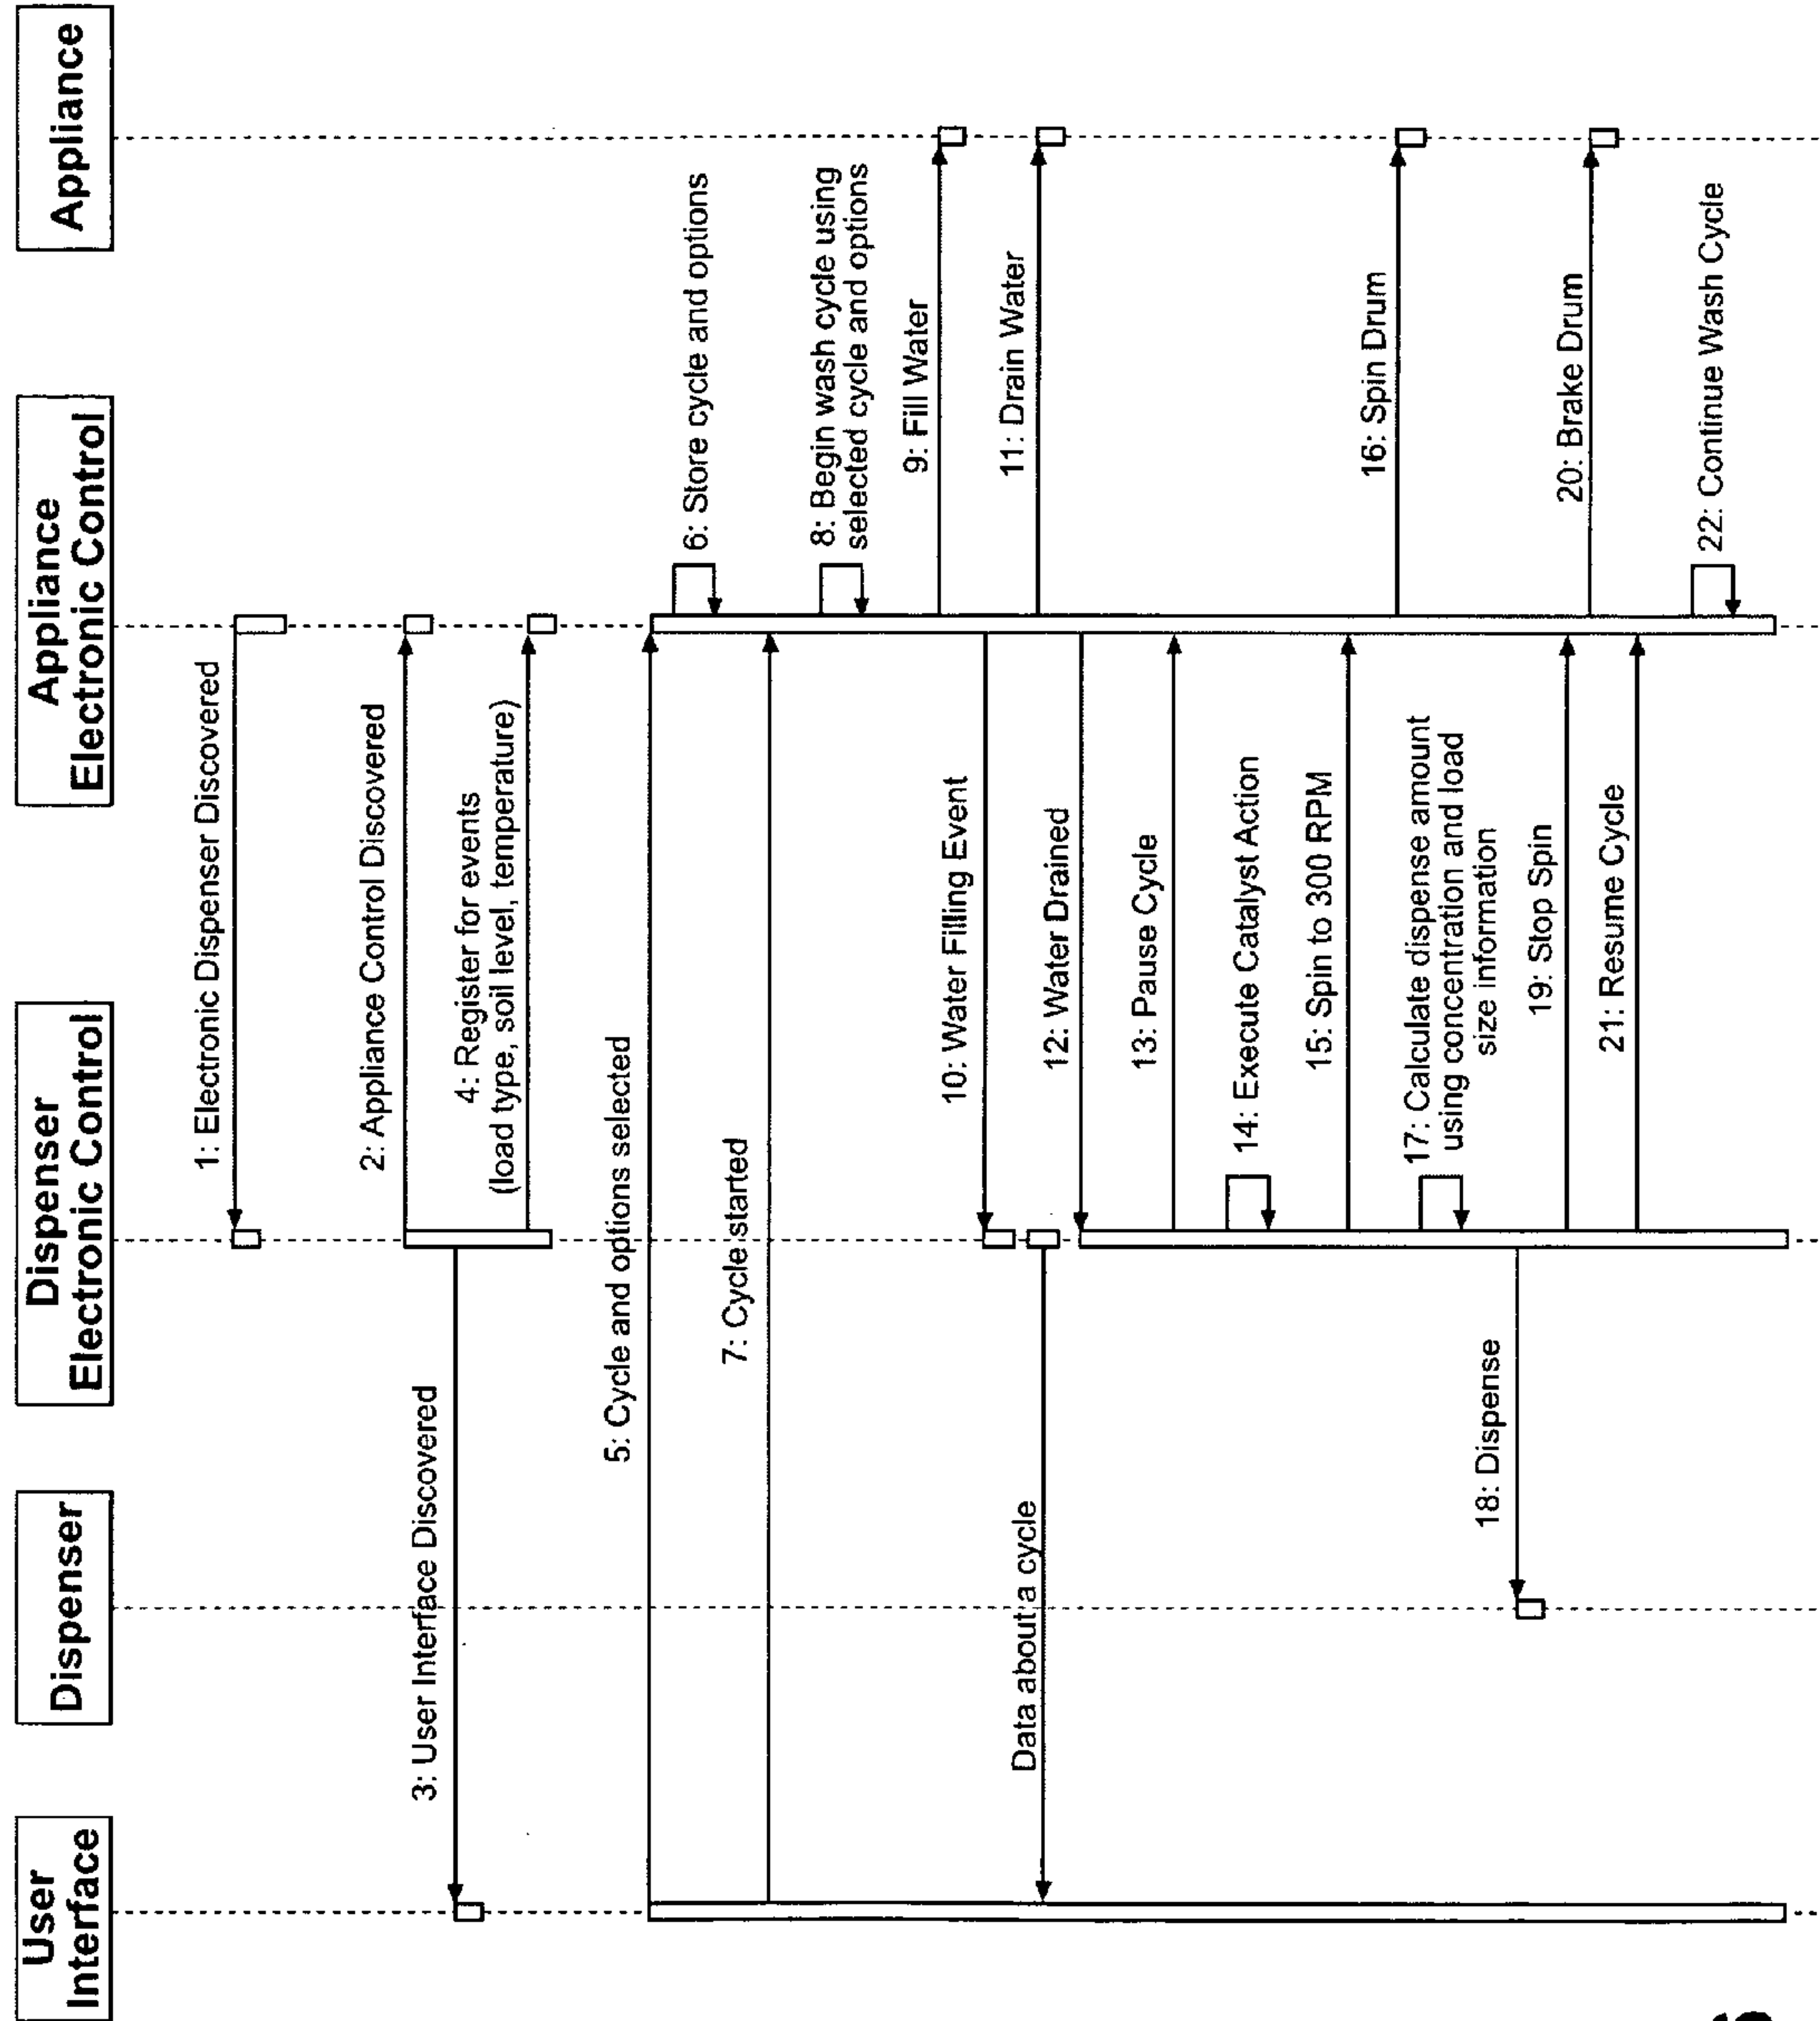 User
Interface
Dispenser
Dispenser
Electronic Control
Appliance
Electronic Control
Appliance
1: Electronic Dispenser Discovered
2: Appliance Control Discovered
3: User Interface Discovered
4: Register for events
(load type, soil level, temperature)
5: Cycle and options selected
6: Store cycle and options
7: Cycle started
8: Begin wash cycle using
selected cycle and options
9: Fill Water
10: Water Filling Event
11: Drain Water
Data about a cycle
12: Water Drained
13: Pause Cycle
14: Execute Catalyst Action
15: Spin to 300 RPM
16: Spin Drum
17: Calculate dispense amount
using concentration and load
size information
18: Dispense
19: Stop Spin
20: Brake Drum
21: Resume Cycle
22: Continue Wash Cycle